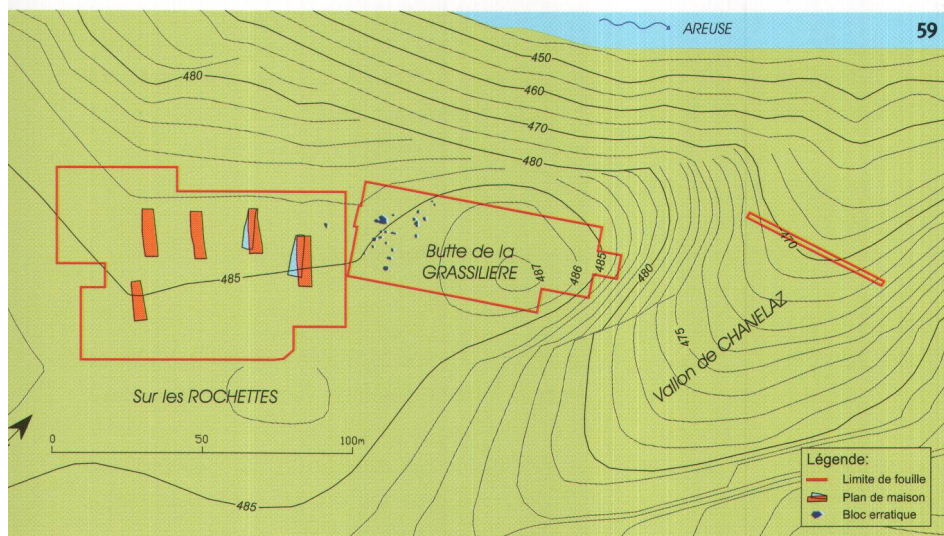 AREUSE
59
450
480
460
470
480
Butte de la
GRASSILIERE
487
486
485
480
470
485
475
Vallon de CHANELAZ
Sur les ROCHETTES
0 50 100m
485
Légende:
Limite de fouille
Plan de maison
Bloc erratique